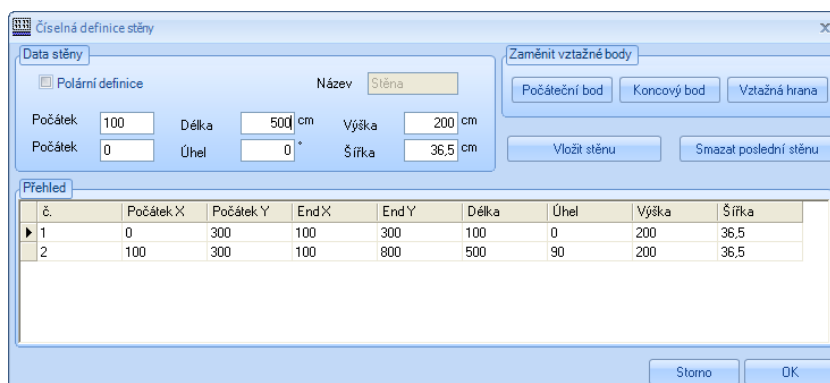 Číselná definice stěny
Data stěny
Polární definice
Název Stěna
Počátek 100 Délka 500 cm Výška 200 cm
Počátek 0 Úhel 0 ° Šířka 36,5 cm
Zaměnit vztažné body
Počáteční bod Koncový bod Vztažná hrana
Vložit stěnu Smazat poslední stěnu
Přehled
č. Počátek X Počátek Y End X End Y Délka Úhel Výška Šířka
1 0 300 100 300 100 0 200 36,5
2 100 300 100 800 500 90 200 36,5
Storno OK